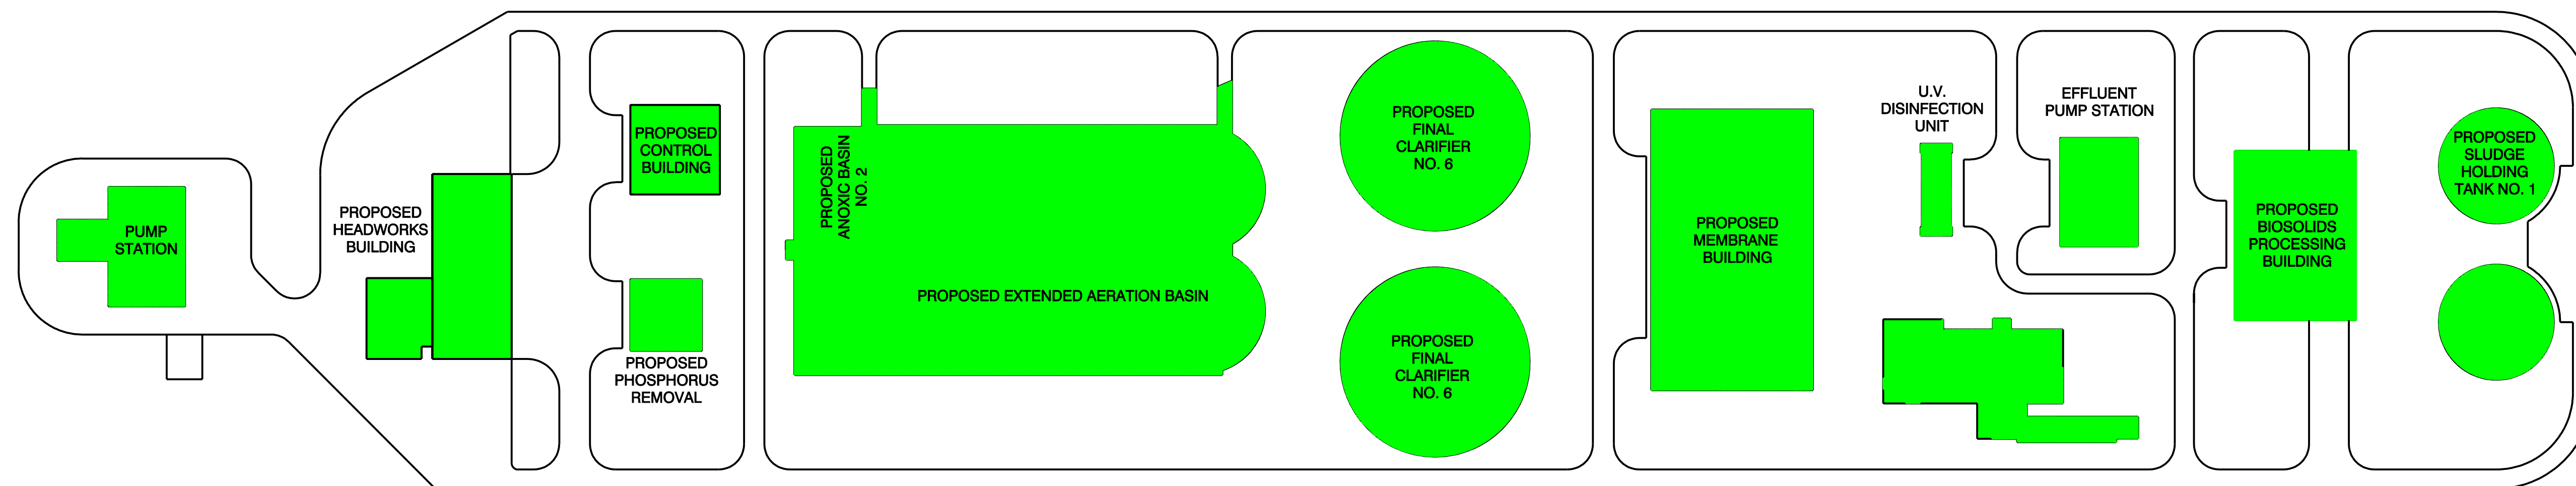 PUMP
STATION
PROPOSED
HEADWORKS
BUILDING
PROPOSED
CONTROL
BUILDING
PROPOSED
PHOSPHORUS
REMOVAL
PROPOSED
ANOXIC BASIN
NO. 2
PROPOSED EXTENDED AERATION BASIN
PROPOSED
FINAL
CLARIFIER
NO. 6
PROPOSED
FINAL
CLARIFIER
NO. 6
PROPOSED
MEMBRANE
BUILDING
U.V.
DISINFECTION
UNIT
EFFLUENT
PUMP STATION
PROPOSED
BIOSOLIDS
PROCESSING
BUILDING
PROPOSED
SLUDGE
HOLDING
TANK NO. 1